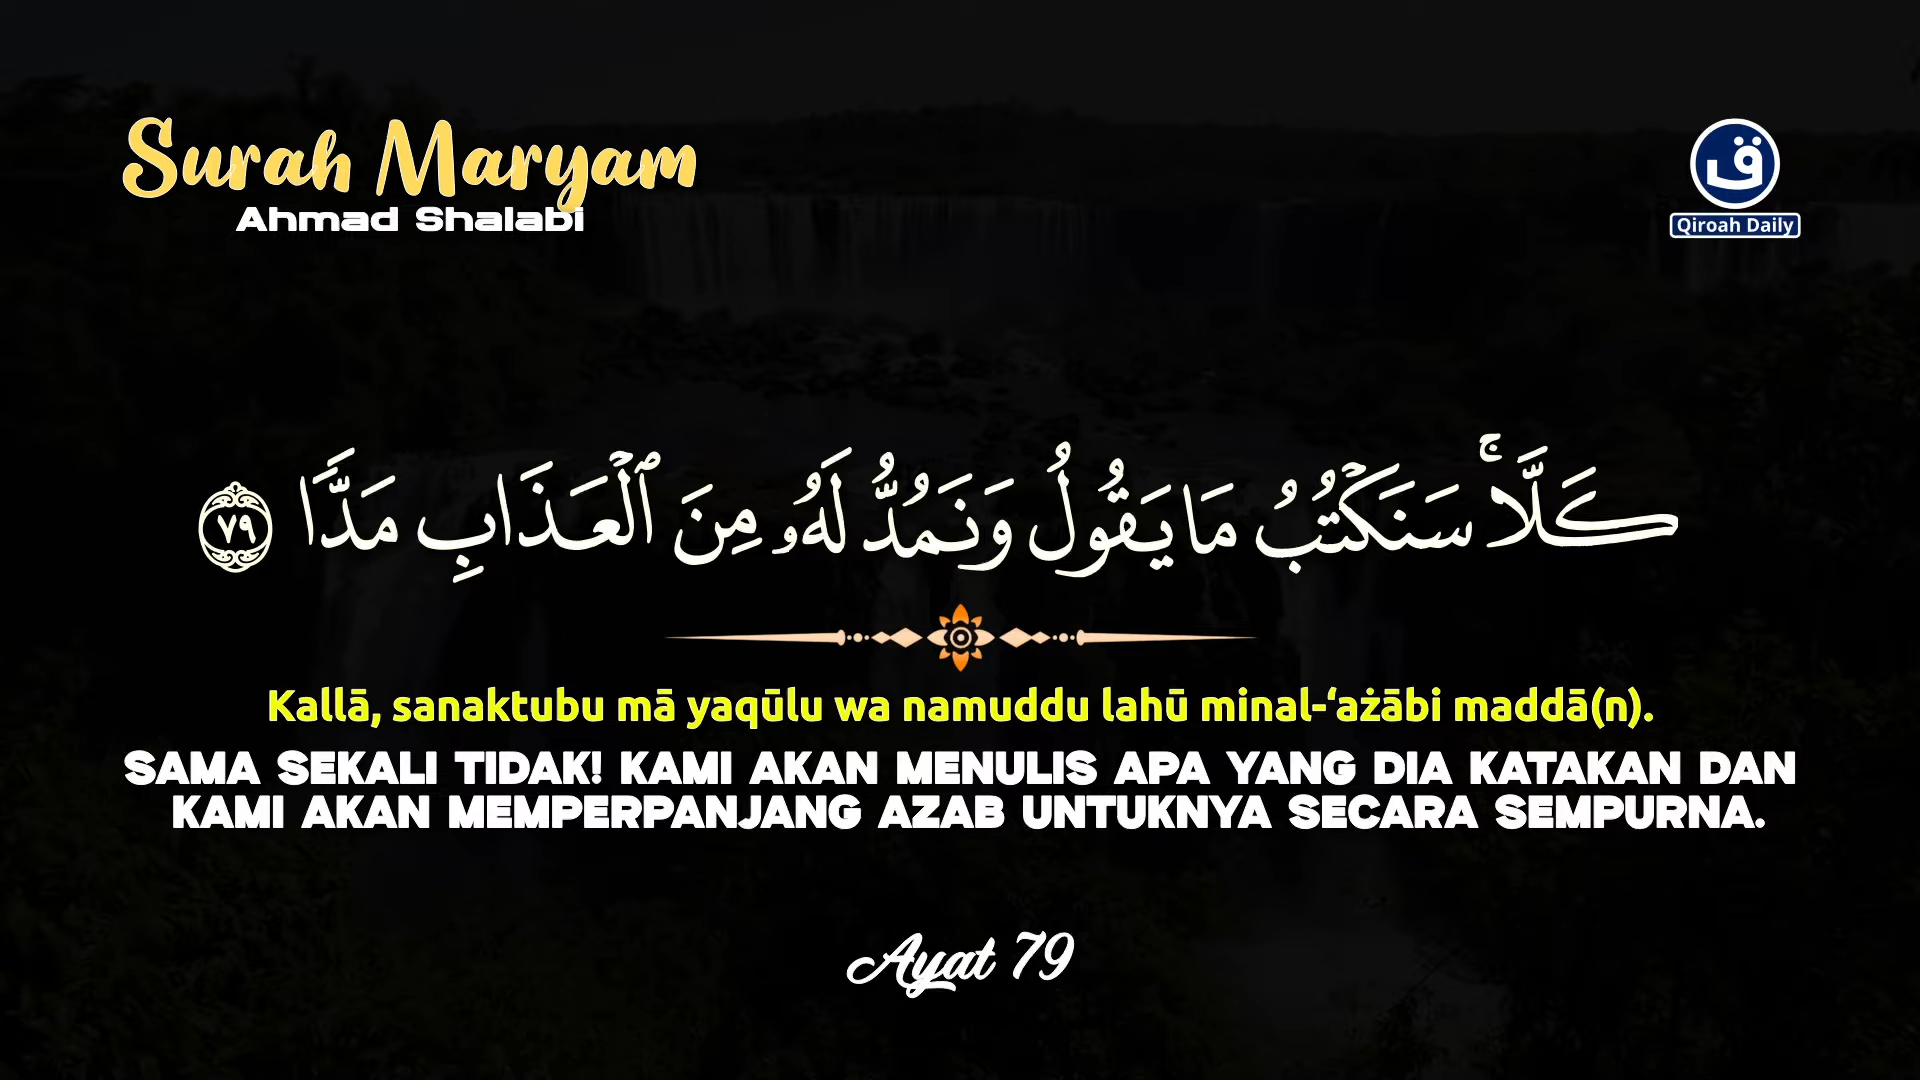 Surah Maryam
Ahmad Shalabi
ق
Qiroah Daily
كَلَّاۚ سَنَكْتُبُ مَا يَقُولُ وَنَمُدُّ لَهُۥ مِنَ ٱلْعَذَابِ مَدًّا ٧٩
Kallā, sanaktubu mā yaqūlu wa namuddu lahū minal-‘ażābi maddā(n).
SAMA SEKALI TIDAK! KAMI AKAN MENULIS APA YANG DIA KATAKAN DAN
KAMI AKAN MEMPERPANJANG AZAB UNTUKNYA SECARA SEMPURNA.
Ayat 79